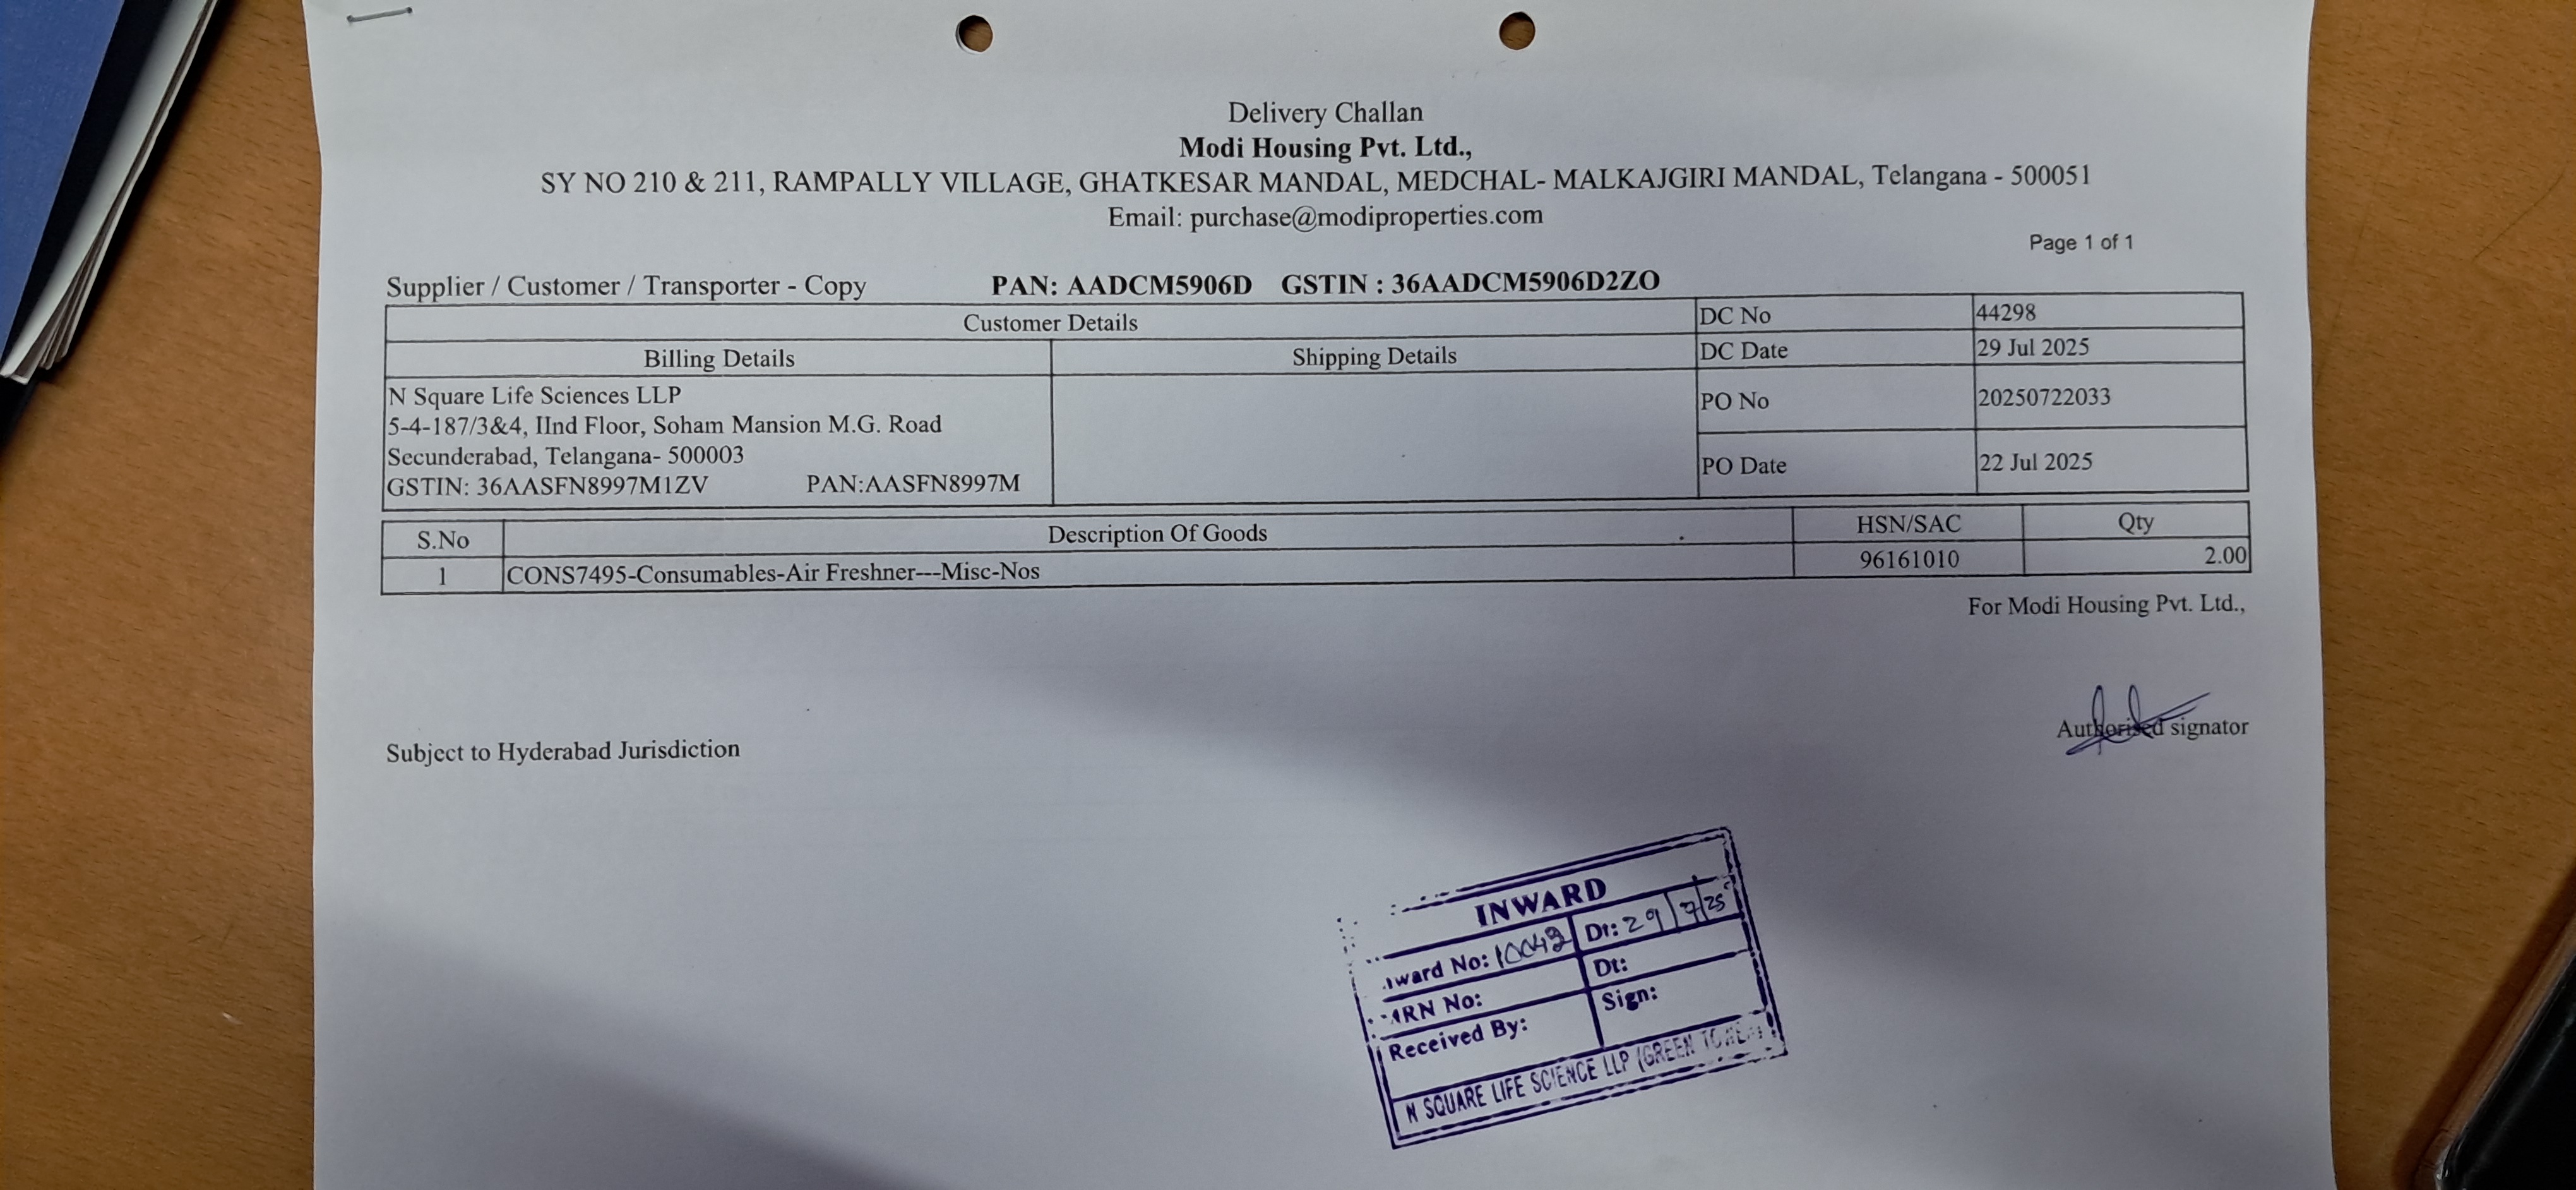 Delivery Challan
Modi Housing Pvt. Ltd.,
SY NO 210 & 211, RAMPALLY VILLAGE, GHATKESAR MANDAL, MEDCHAL- MALKAJGIRI MANDAL, Telangana - 500051
Email: purchase@modiproperties.com
Page 1 of 1
Supplier / Customer / Transporter - Copy PAN: AADCM5906D GSTIN : 36AADCM5906D2ZO
Customer Details
DC No 44298
Billing Details Shipping Details
DC Date 29 Jul 2025
N Square Life Sciences LLP
5-4-187/3&4, IInd Floor, Soham Mansion M.G. Road
Secunderabad, Telangana- 500003
GSTIN: 36AASFN8997M1ZV PAN:AASFN8997M
PO No 20250722033
PO Date 22 Jul 2025
S.No Description Of Goods HSN/SAC Qty
1 CONS7495-Consumables-Air Freshner---Misc-Nos 96161010 2.00
For Modi Housing Pvt. Ltd.,
Authorised signator
Subject to Hyderabad Jurisdiction
INWARD
No: Dt: 29/7/25
No: Dt:
Received By: Sign:
N SQUARE LIFE SCIENCE LLP (GREEN